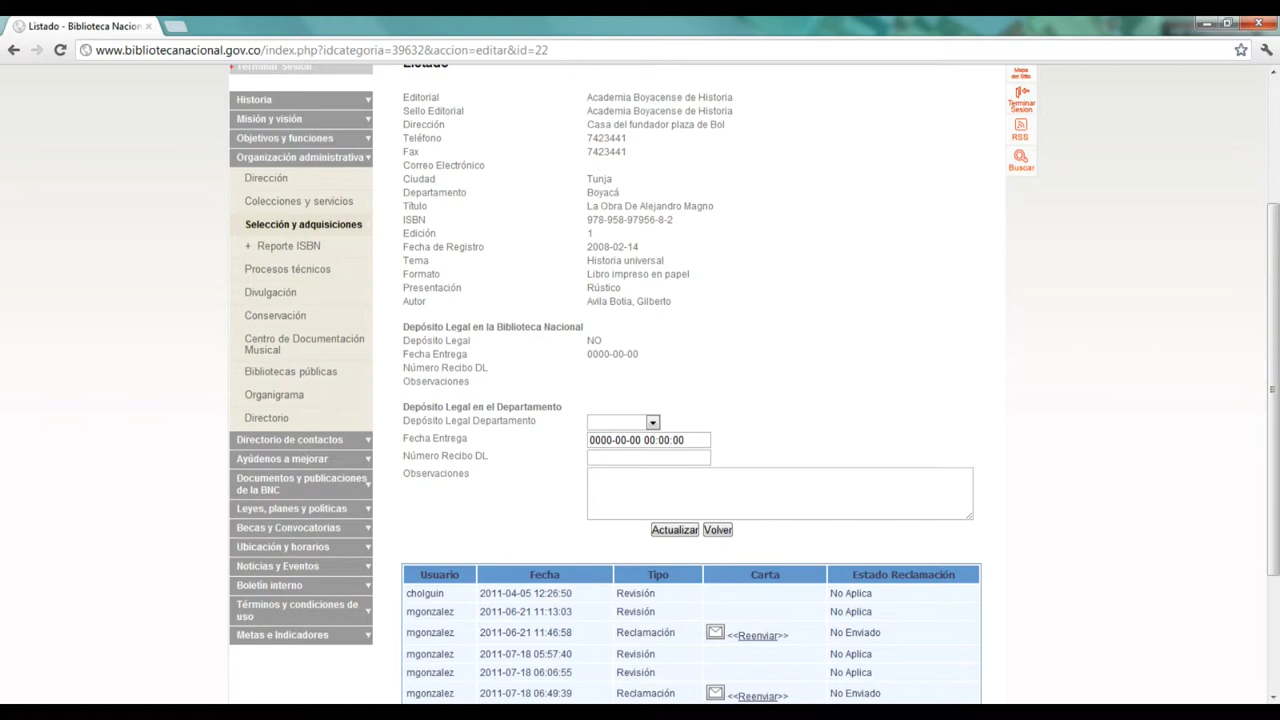 Listado - Biblioteca Nacion
www.bibliotecanacional.gov.co/index.php?idcategoria=39632&accion=editar&id=22
Terminar Sesion
Historia
Misión y visión
Objetivos y funciones
Organización administrativa
Dirección
Colecciones y servicios
Selección y adquisiciones
+ Reporte ISBN
Procesos técnicos
Divulgación
Conservación
Centro de Documentación
Musical
Bibliotecas públicas
Organigrama
Directorio
Directorio de contactos
Ayúdenos a mejorar
Documentos y publicaciones
de la BNC
Leyes, planes y políticas
Becas y Convocatorias
Ubicación y horarios
Noticias y Eventos
Boletín interno
Términos y condiciones de
uso
Metas e Indicadores
Listado
Editorial Academia Boyacense de Historia
Sello Editorial Academia Boyacense de Historia
Dirección Casa del fundador plaza de Bol
Teléfono 7423441
Fax 7423441
Correo Electrónico
Ciudad Tunja
Departamento Boyacá
Título La Obra De Alejandro Magno
ISBN 978-958-97956-8-2
Edición 1
Fecha de Registro 2008-02-14
Tema Historia universal
Formato Libro impreso en papel
Presentación Rústico
Autor Avila Botia, Gilberto
Depósito Legal en la Biblioteca Nacional
Depósito Legal NO
Fecha Entrega 0000-00-00
Número Recibo DL
Observaciones
Depósito Legal en el Departamento
Depósito Legal Departamento
Fecha Entrega 0000-00-00 00:00:00
Número Recibo DL
Observaciones
Actualizar Volver
Usuario Fecha Tipo Carta Estado Reclamación
cholguin 2011-04-05 12:26:50 Revisión No Aplica
mgonzalez 2011-06-21 11:13:03 Revisión No Aplica
mgonzalez 2011-06-21 11:46:58 Reclamación <<Reenviar>> No Enviado
mgonzalez 2011-07-18 05:57:40 Revisión No Aplica
mgonzalez 2011-07-18 06:06:55 Revisión No Aplica
mgonzalez 2011-07-18 06:49:39 Reclamación <<Reenviar>> No Enviado
Mapa
del Sitio
Terminar
Sesion
RSS
Buscar